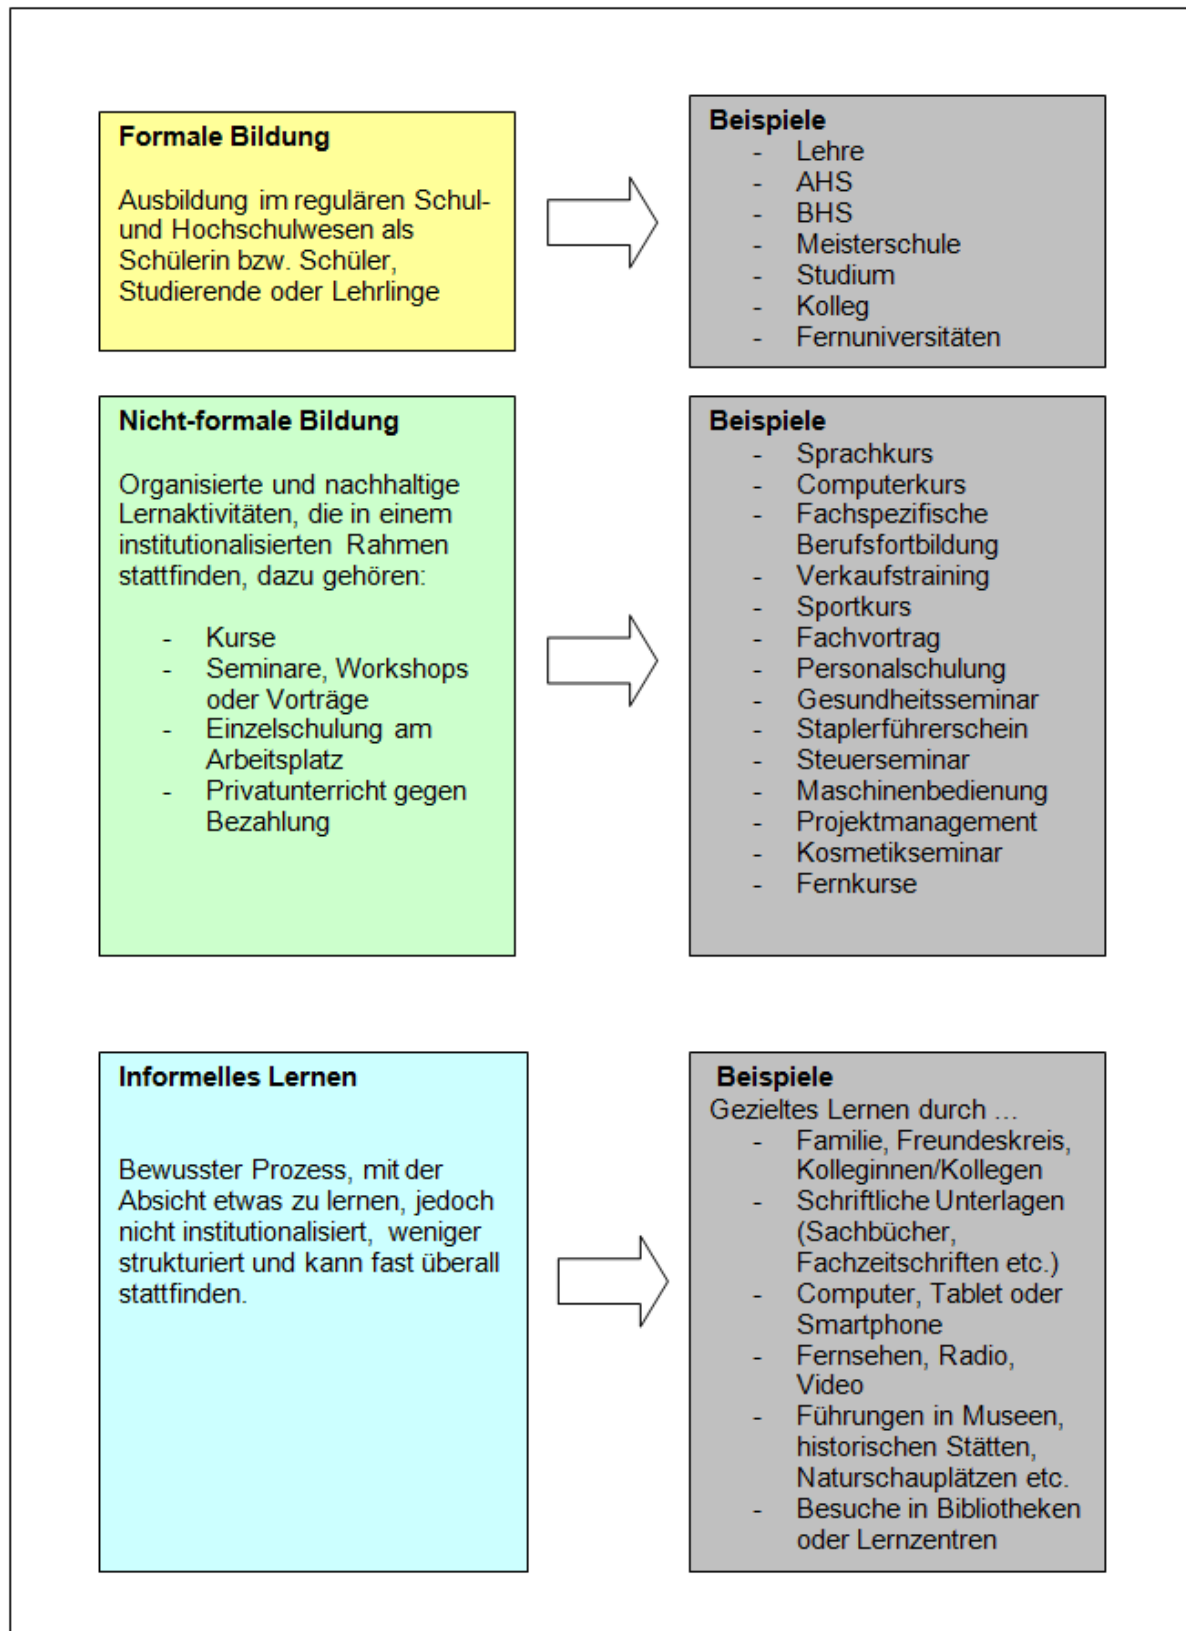 Formale Bildung
Ausbildung im regulären Schul-
und Hochschulwesen als
Schülerin bzw. Schüler,
Studierende oder Lehrlinge
Beispiele
- Lehre
- AHS
- BHS
- Meisterschule
- Studium
- Kolleg
- Fernuniversitäten
Nicht-formale Bildung
Organisierte und nachhaltige
Lernaktivitäten, die in einem
institutionalisierten Rahmen
stattfinden, dazu gehören:
- Kurse
- Seminare, Workshops
oder Vorträge
- Einzelschulung am
Arbeitsplatz
- Privatunterricht gegen
Bezahlung
Beispiele
- Sprachkurs
- Computerkurs
- Fachspezifische
Berufsfortbildung
- Verkaufstraining
- Sportkurs
- Fachvortrag
- Personalschulung
- Gesundheitsseminar
- Staplerführerschein
- Steuerseminar
- Maschinenbedienung
- Projektmanagement
- Kosmetikseminar
- Fernkurse
Informelles Lernen
Bewusster Prozess, mit der
Absicht etwas zu lernen, jedoch
nicht institutionalisiert, weniger
strukturiert und kann fast überall
stattfinden.
Beispiele
Gezieltes Lernen durch ...
- Familie, Freundeskreis,
Kolleginnen/Kollegen
- Schriftliche Unterlagen
(Sachbücher,
Fachzeitschriften etc.)
- Computer, Tablet oder
Smartphone
- Fernsehen, Radio,
Video
- Führungen in Museen,
historischen Stätten,
Naturschauplätzen etc.
- Besuche in Bibliotheken
oder Lernzentren